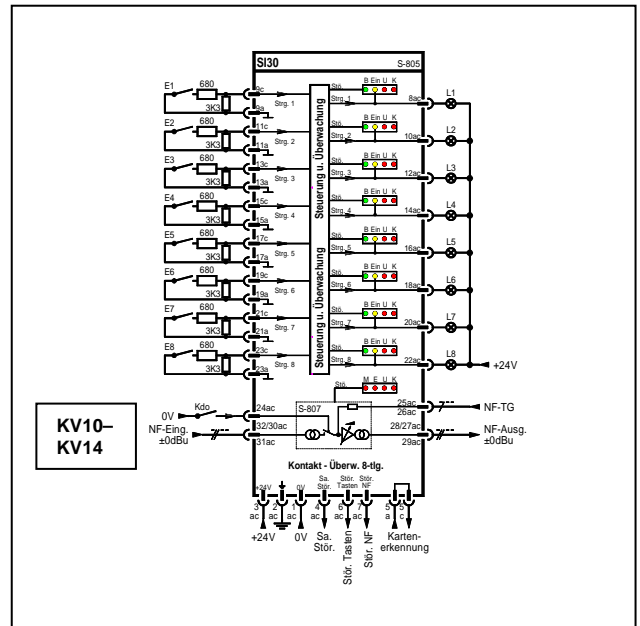 SI30 S-805
Stö. B Ein U K
E1 680 9c Strg. 1 Strg. 1 8ac L1
3K3 9a
Stö. B Ein U K
E2 680 11c Strg. 2 Strg. 2 10ac L2
3K3 11a
Stö. B Ein U K
E3 680 13c Strg. 3 Strg. 3 12ac L3
3K3 13a
Stö. B Ein U K
E4 680 15c Strg. 4 Strg. 4 14ac L4
3K3 15a
Steuerung u. Überwachung
Steuerung u. Überwachung
Stö. B Ein U K
E5 680 17c Strg. 5 Strg. 5 16ac L5
3K3 17a
Stö. B Ein U K
E6 680 19c Strg. 6 Strg. 6 18ac L6
3K3 19a
Stö. B Ein U K
E7 680 21c Strg. 7 Strg. 7 20ac L7
3K3 21a
Stö. B Ein U K
E8 680 23c Strg. 8 Strg. 8 22ac L8
3K3 23a
+24V
Stö. M E U K
KV10–
KV14
0V Kdo 24ac S-807 25ac NF-TG
26ac
NF-Eing. 32/30ac 28/27ac NF-Ausg.
±0dBu 31ac 29ac ±0dBu
Kontakt - Überw. 8-tlg.
+24V 0V Sa. Stör. Stör. Tasten Stör. NF
3 ac 2 ac 1 ac 4 ac 6 ac 7 ac 5 a 5 c
+24V 0V Sa. Stör. Stör. Tasten Stör. NF Karten-
erkennung